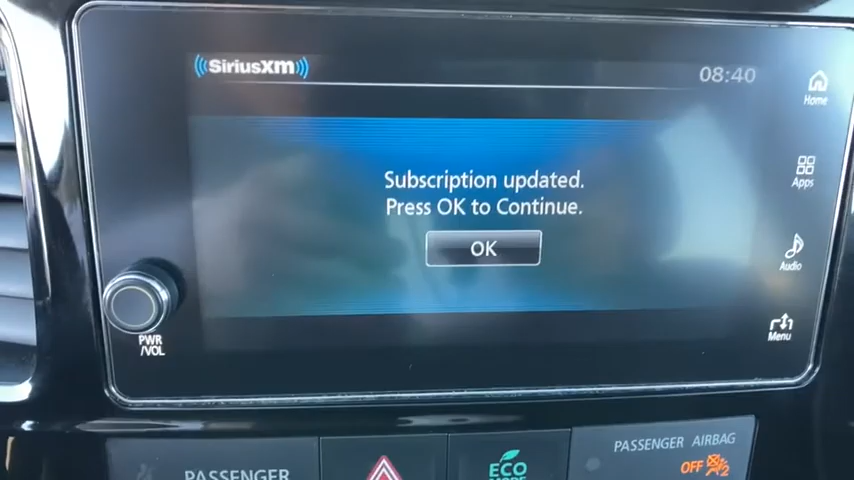 SiriusXM
08:40
Home
Subscription updated.
Press OK to Continue.
Apps
OK
Audio
PWR
/VOL
Menu
PASSENGER AIRBAG
OFF 2
PASSENGER
ECO
MODE